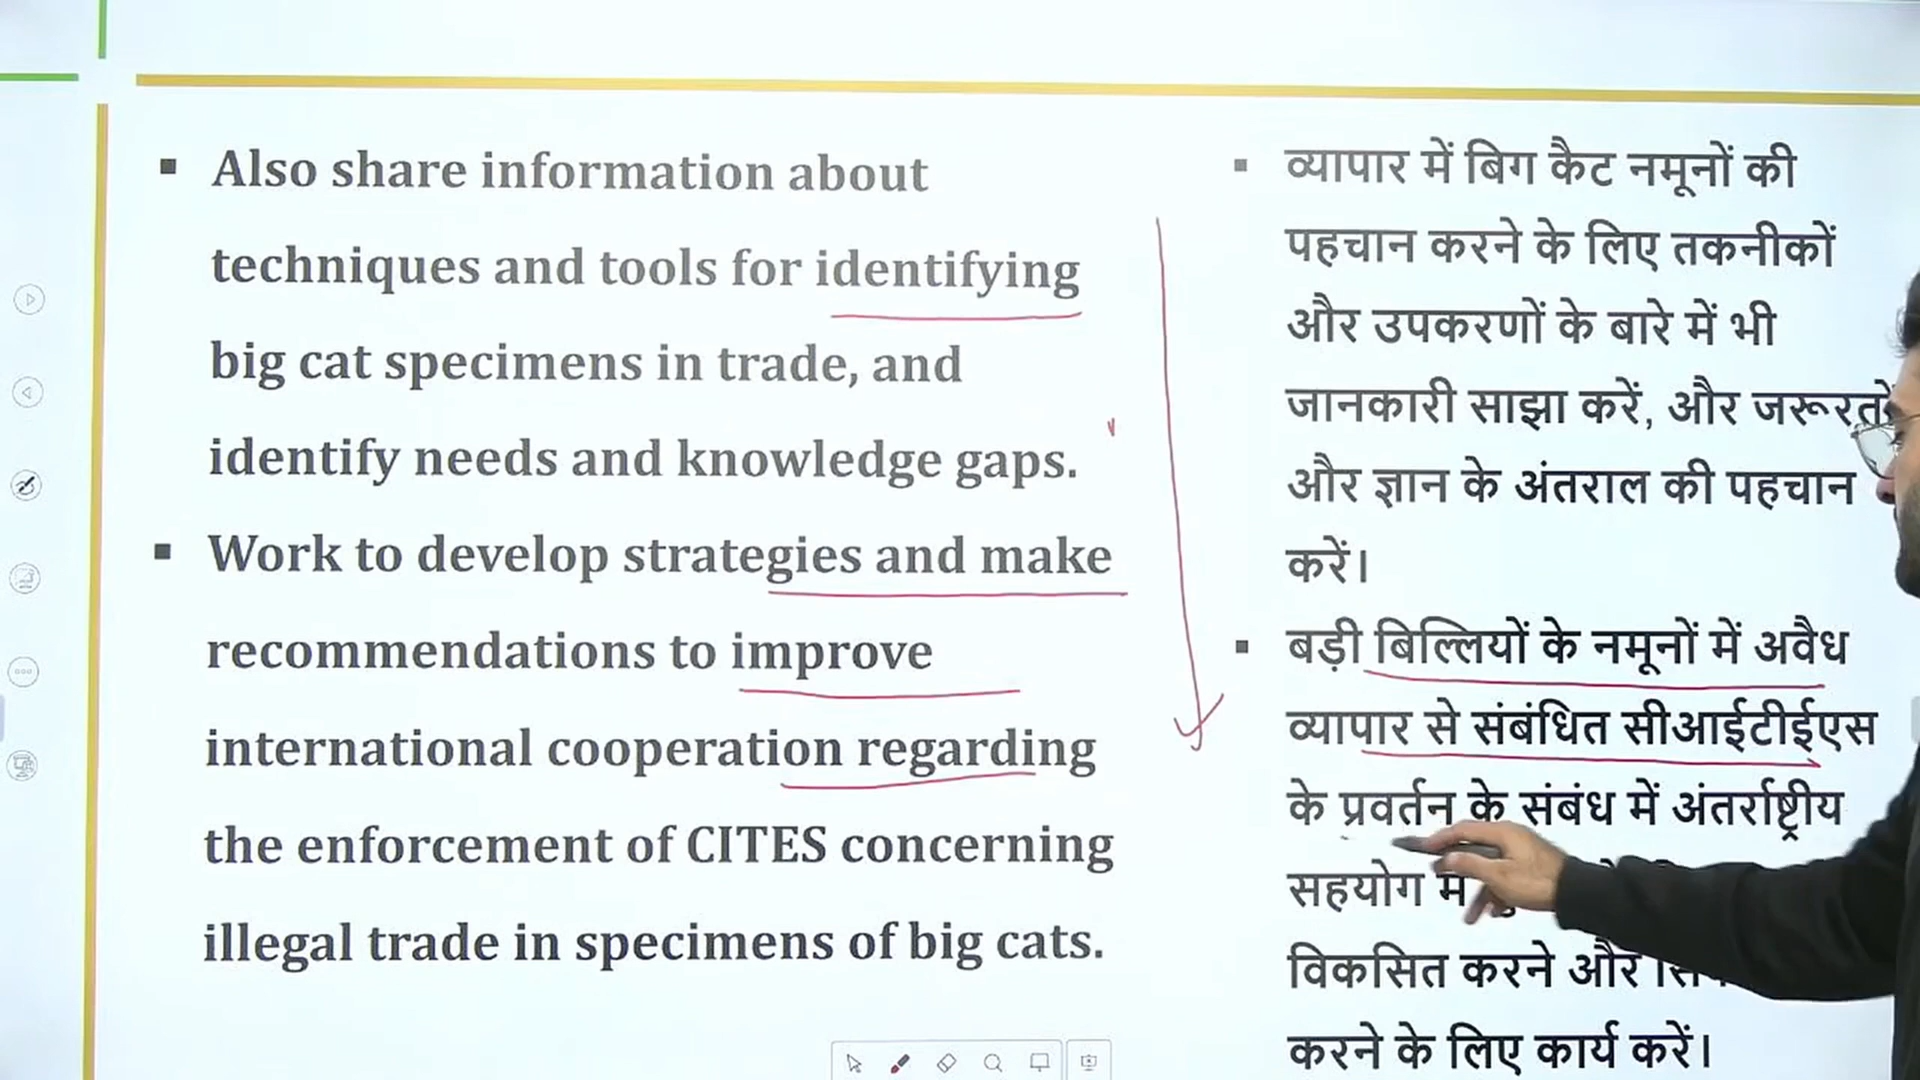 Also share information about
techniques and tools for identifying
big cat specimens in trade, and
identify needs and knowledge gaps.
Work to develop strategies and make
recommendations to improve
international cooperation regarding
the enforcement of CITES concerning
illegal trade in specimens of big cats.
व्यापार में बिग कैट नमूनों की
पहचान करने के लिए तकनीकों
और उपकरणों के बारे में भी
जानकारी साझा करें, और जरूरतों
और ज्ञान के अंतराल की पहचान
करें।
बड़ी बिल्लियों के नमूनों में अवैध
व्यापार से संबंधित सीआईटीईएस
के प्रवर्तन के संबंध में अंतर्राष्ट्रीय
सहयोग में
विकसित करने और
करने के लिए कार्य करें।